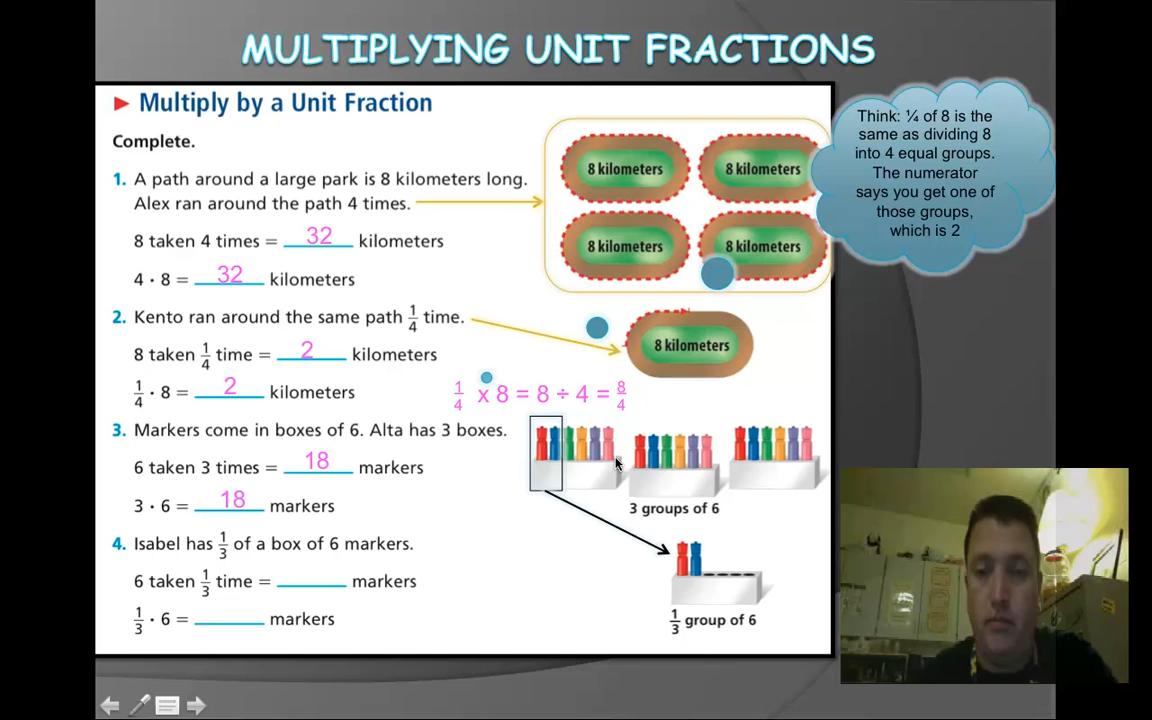 MULTIPLYING UNIT FRACTIONS
► Multiply by a Unit Fraction
Complete.
1. A path around a large park is 8 kilometers long.
Alex ran around the path 4 times.
8 taken 4 times = 32 kilometers
4 · 8 = 32 kilometers
8 kilometers 8 kilometers
8 kilometers 8 kilometers
Think: ¼ of 8 is the
same as dividing 8
into 4 equal groups.
The numerator
says you get one of
those groups,
which is 2
2. Kento ran around the same path 1/4 time.
8 taken 1/4 time = 2 kilometers
1/4 · 8 = 2 kilometers
8 kilometers
1/4 x 8 = 8 ÷ 4 = 8/4
3. Markers come in boxes of 6. Alta has 3 boxes.
6 taken 3 times = 18 markers
3 · 6 = 18 markers
3 groups of 6
4. Isabel has 1/3 of a box of 6 markers.
6 taken 1/3 time = ______ markers
1/3 · 6 = ______ markers
1/3 group of 6